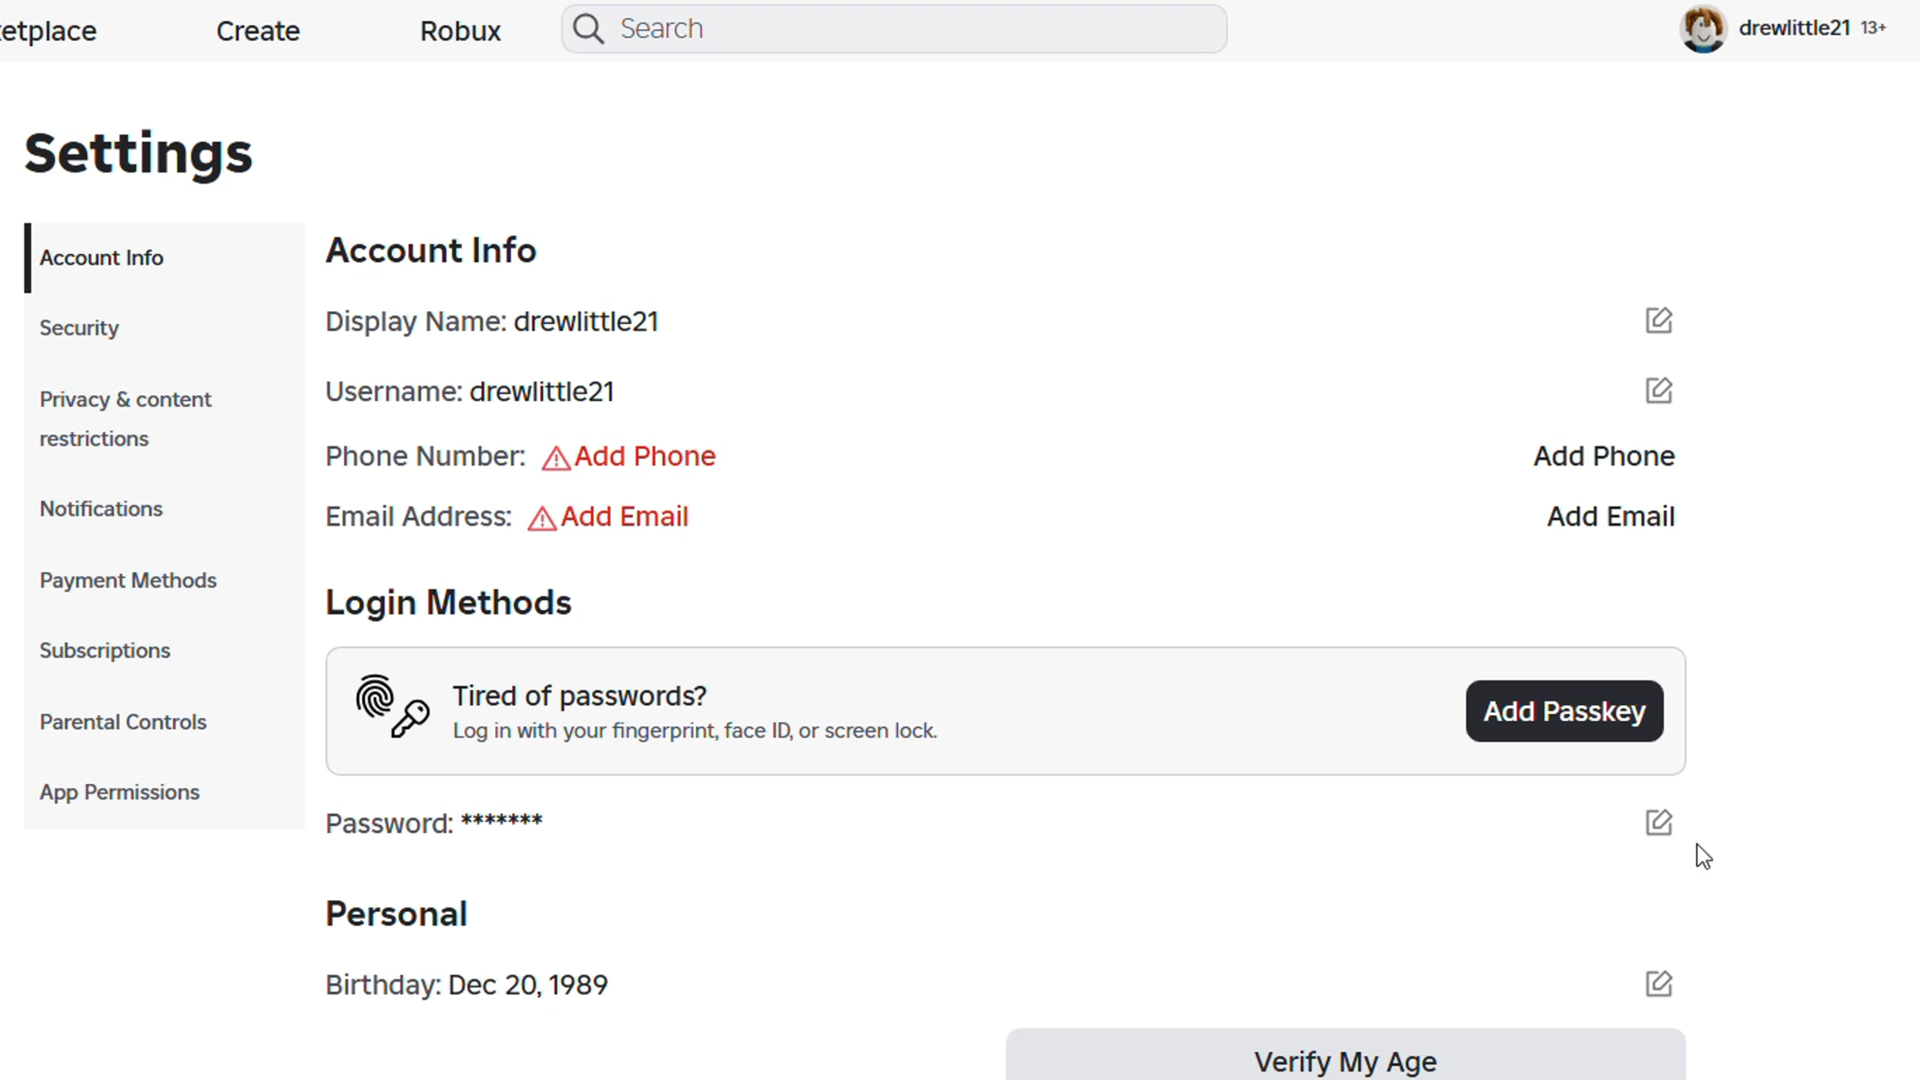 etplace Create Robux Search drewlittle21 13+
Settings
Account Info
Security
Privacy & content
restrictions
Notifications
Payment Methods
Subscriptions
Parental Controls
App Permissions
Account Info
Display Name: drewlittle21
Username: drewlittle21
Phone Number: Add Phone Add Phone
Email Address: Add Email Add Email
Login Methods
Tired of passwords?
Log in with your fingerprint, face ID, or screen lock.
Add Passkey
Password: *******
Personal
Birthday: Dec 20, 1989
Verify My Age